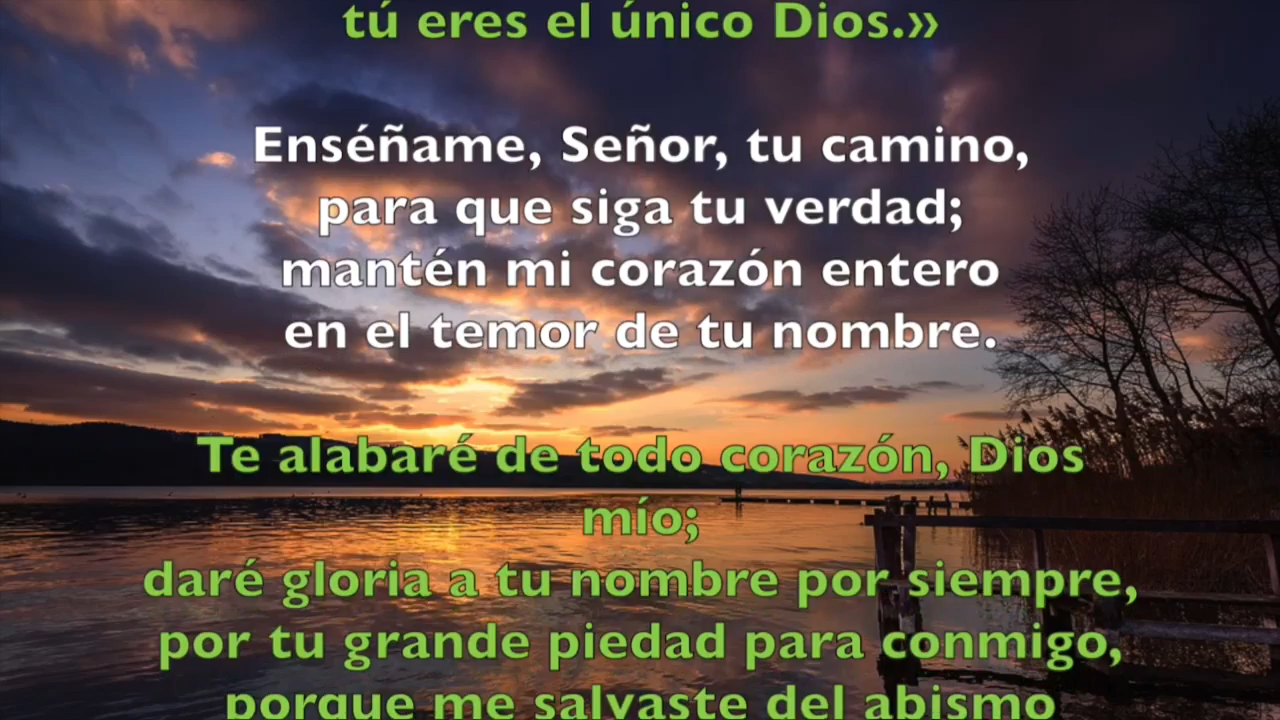 tú eres el único Dios.»
Enséñame, Señor, tu camino,
para que siga tu verdad;
mantén mi corazón entero
en el temor de tu nombre.
Te alabaré de todo corazón, Dios
mío;
daré gloria a tu nombre por siempre,
por tu grande piedad para conmigo,
porque me salvaste del abismo